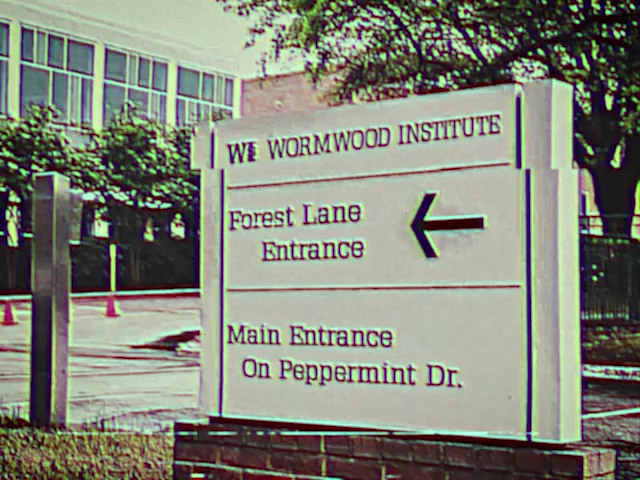 WI WORMWOOD INSTITUTE
Forest Lane
Entrance
Main Entrance
On Peppermint Dr.